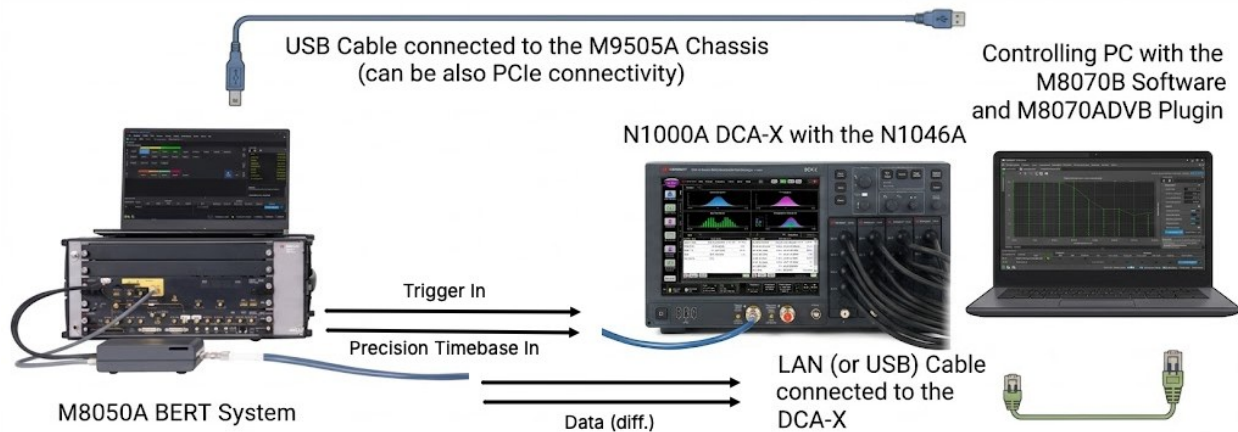 USB Cable connected to the M9505A Chassis
(can be also PCIe connectivity)
Controlling PC with the
M8070B Software
and M8070ADVB Plugin
N1000A DCA-X with the N1046A
Trigger In
Precision Timebase In
M8050A BERT System
Data (diff.)
LAN (or USB) Cable
connected to the
DCA-X